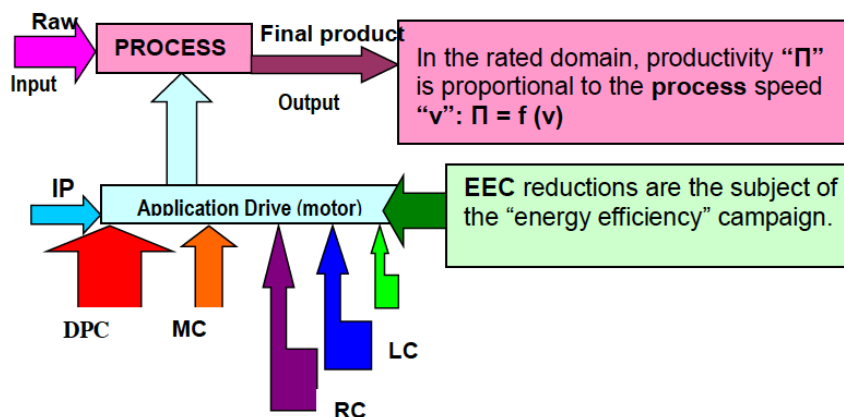 Raw
PROCESS
Final product
Input
Output
In the rated domain, productivity “Π”
is proportional to the process speed
“v”: Π = f (v)
IP
Application Drive (motor)
EEC reductions are the subject of
the “energy efficiency” campaign.
DPC
MC
LC
RC